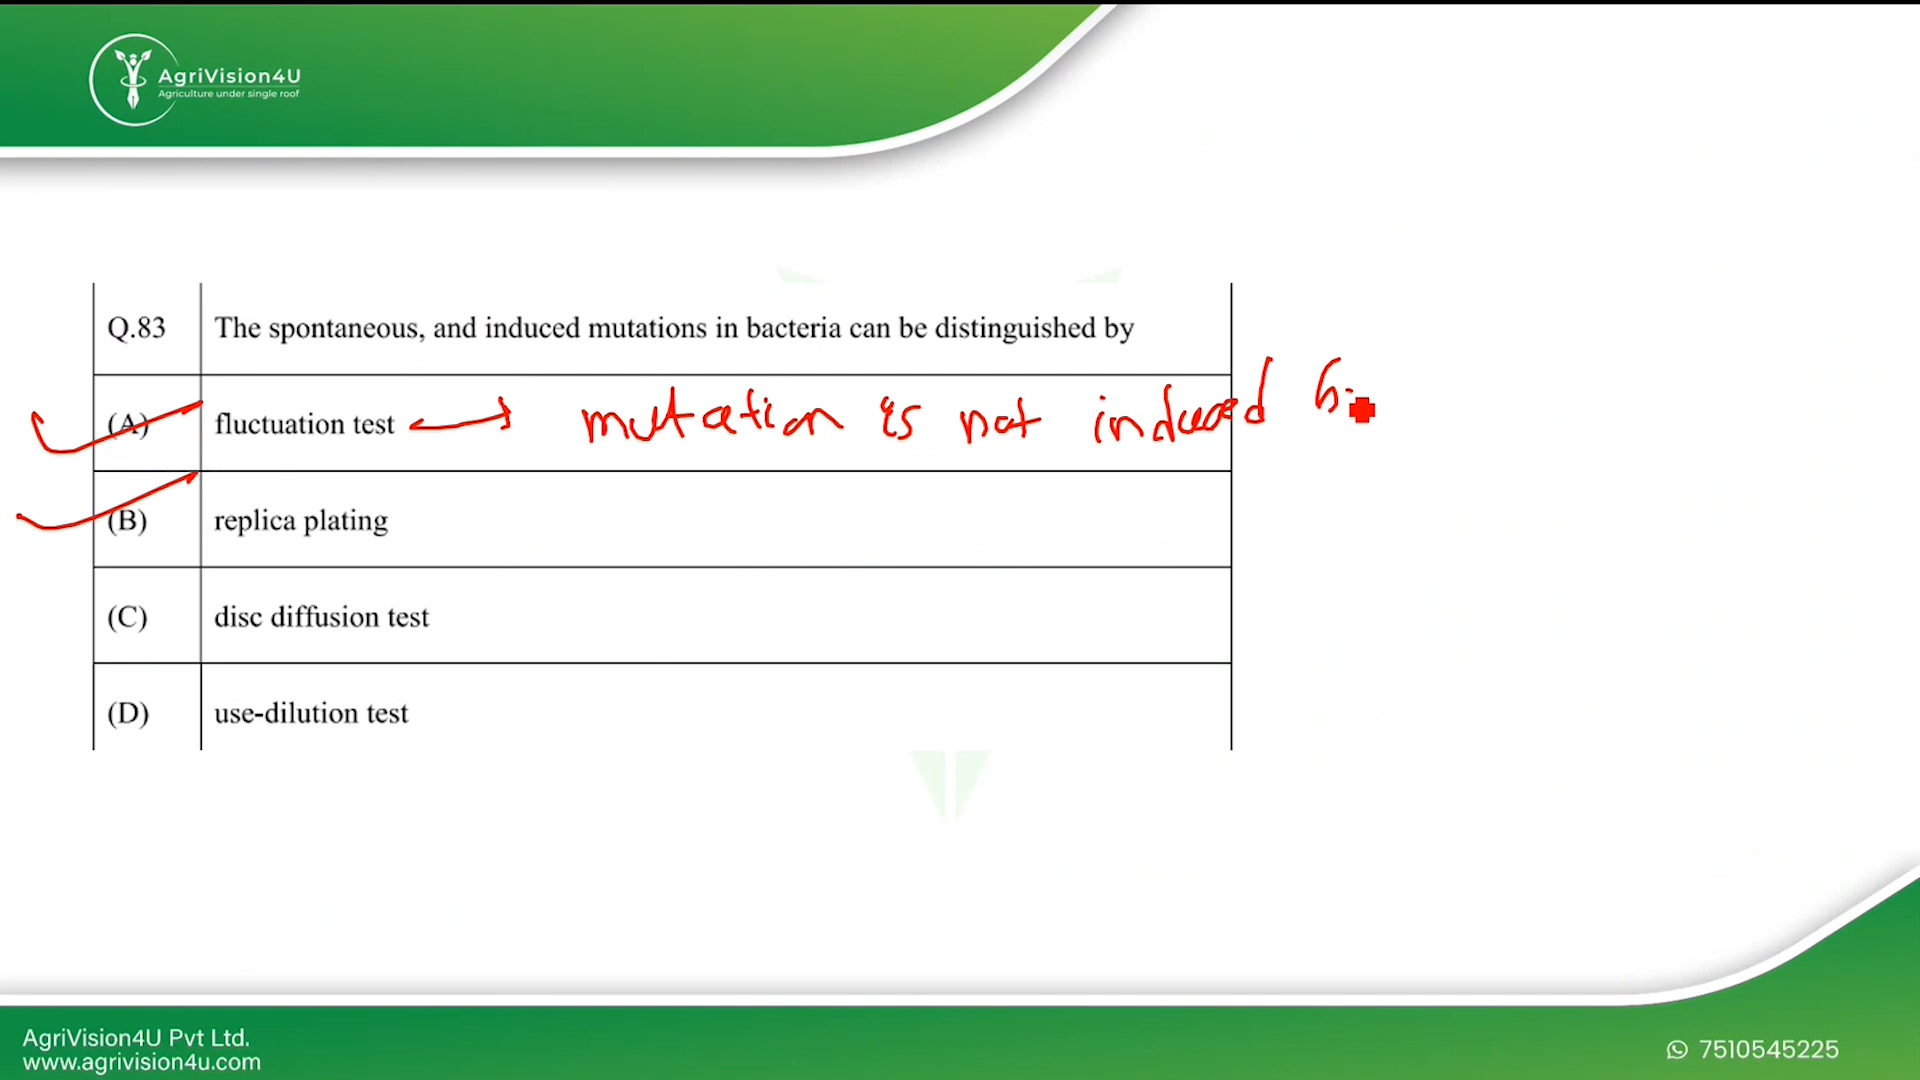 AgriVision4U
Agriculture under single roof
Q.83 The spontaneous, and induced mutations in bacteria can be distinguished by
(A) fluctuation test mutation is not induced
(B) replica plating
(C) disc diffusion test
(D) use-dilution test
AgriVision4U Pvt Ltd.
www.agrivision4u.com
7510545225